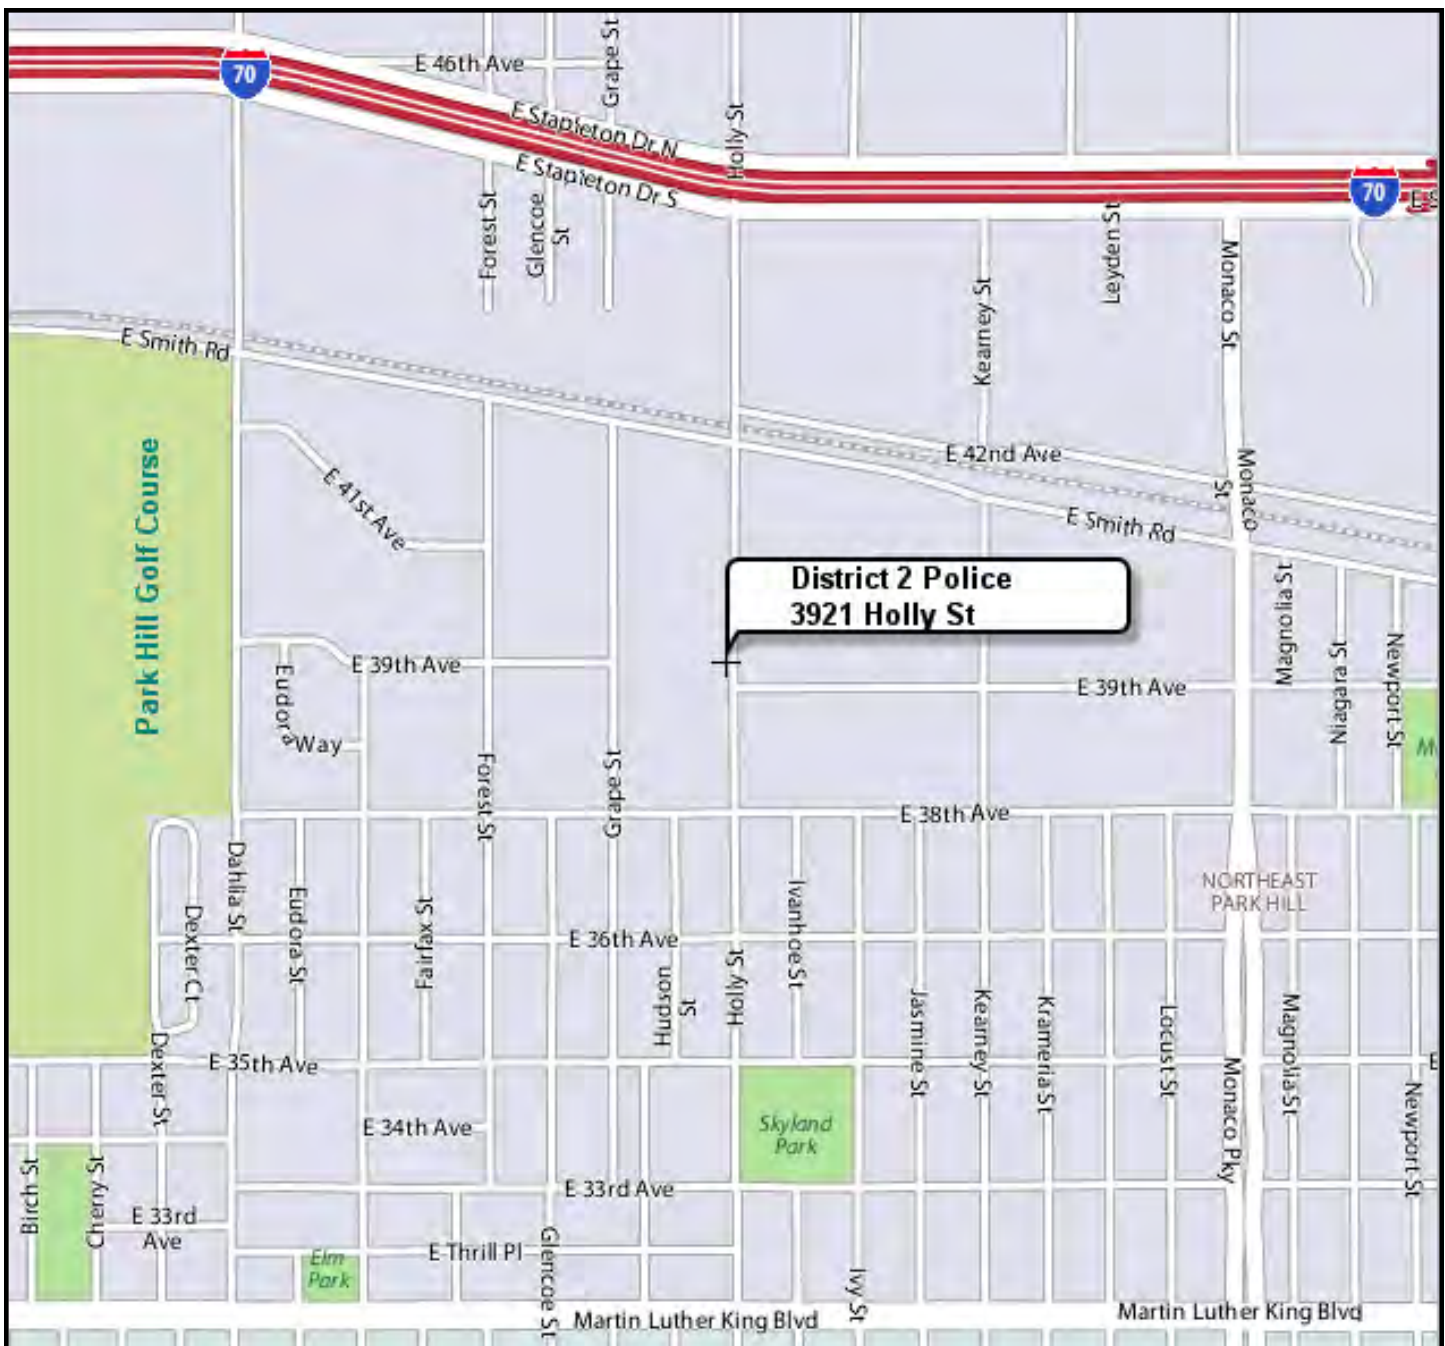 E 46th Ave
Grape St
70
E Stapleton Dr N
Holly St
E Stapleton Dr S
70
Forest St
Glencoe
St
Leyden St
Monaco St
Kearney St
E Smith Rd
Park Hill Golf Course
E 41st Ave
E 42nd Ave
Monaco
St
E Smith Rd
District 2 Police
3921 Holly St
Magnolia St
Niagara St
Newport St
E 39th Ave
E 39th Ave
Eudora
Way
Forest St
Grape St
E 38th Ave
Dahlia St
Eudora St
Fairfax St
Ivanhoe St
NORTHEAST
PARK HILL
Dexter Ct
E 36th Ave
Hudson
St
Holly St
Jasmine St
Kearney St
Krameria St
Locust St
Magnolia St
Dexter St
E 35th Ave
Monaco Pky
Newport St
E 34th Ave
Skyland
Park
Birch St
Cherry St
E 33rd
Ave
E 33rd Ave
E Thrill Pl
Glencoe St
Elm
Park
Ivy St
Martin Luther King Blvd
Martin Luther King Blvd